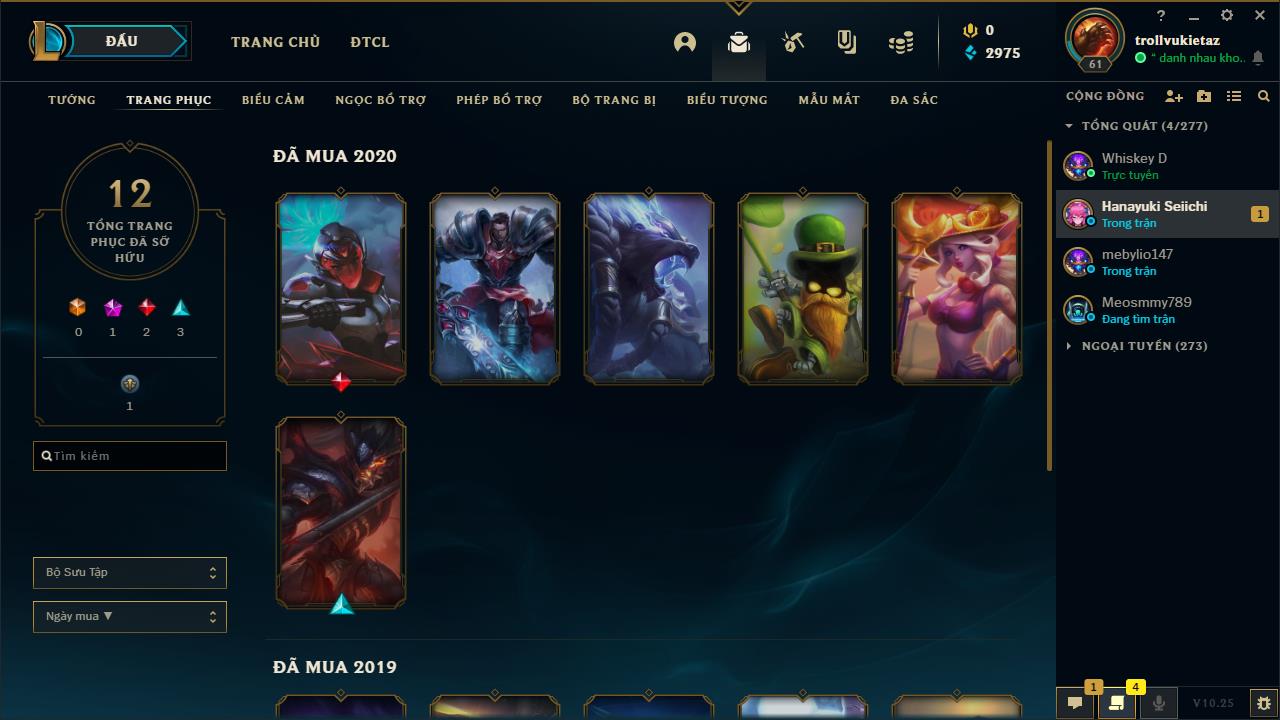 ĐẤU
TRANG CHỦ
ĐTCL
0
2975
?
trollvukietaz
" danh nhau kho..
61
TƯỚNG
TRANG PHỤC
BIỂU CẢM
NGỌC BỔ TRỢ
PHÉP BỔ TRỢ
BỘ TRANG BỊ
BIỂU TƯỢNG
MẪU MẮT
ĐA SẮC
CỘNG ĐỒNG
TỔNG QUÁT (4/277)
Whiskey D
Trực tuyến
Hanayuki Seiichi
Trong trận
1
mebylio147
Trong trận
Meosmmy789
Đang tìm trận
NGOẠI TUYẾN (273)
12
TỔNG TRANG
PHỤC ĐÃ SỞ
HỮU
0
1
2
3
1
Tìm kiếm
Bộ Sưu Tập
Ngày mua ▼
ĐÃ MUA 2020
ĐÃ MUA 2019
1
4
V10.25